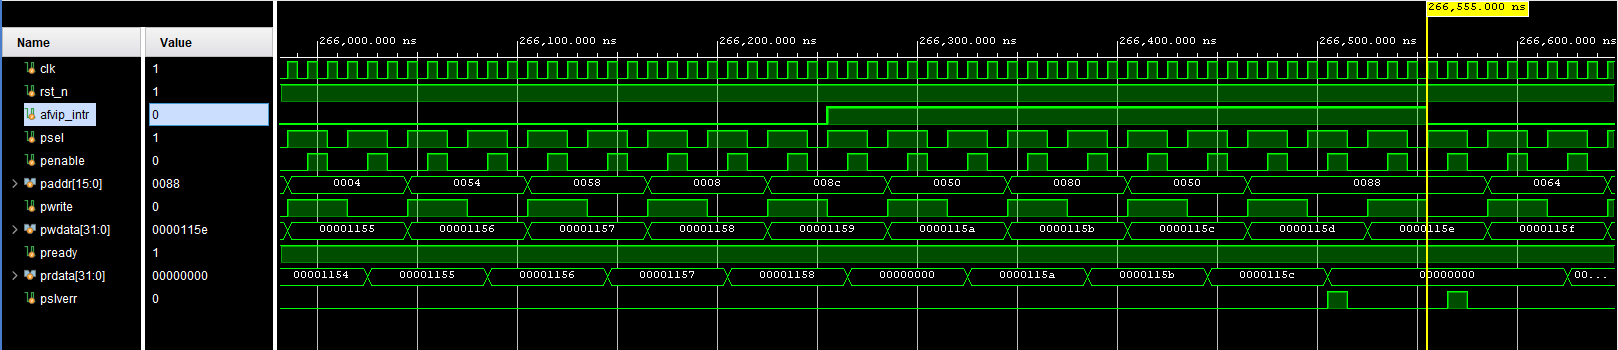 266,555.000 ns
Name Value
266,000.000 ns 266,100.000 ns 266,200.000 ns 266,300.000 ns 266,400.000 ns 266,500.000 ns 266,600.000 ns
clk 1
rst_n 1
afvip_intr 0
psel 1
penable 0
paddr[15:0] 0088 0004 0054 0058 0008 008c 0050 0080 0050 0088 0064
pwrite 0
pwdata[31:0] 0000115e 00001155 00001156 00001157 00001158 00001159 0000115a 0000115b 0000115c 0000115d 0000115e 0000115f
pready 1
prdata[31:0] 00000000 00001154 00001155 00001156 00001157 00001158 00000000 0000115a 0000115b 0000115c 00000000 00...
pslverr 0